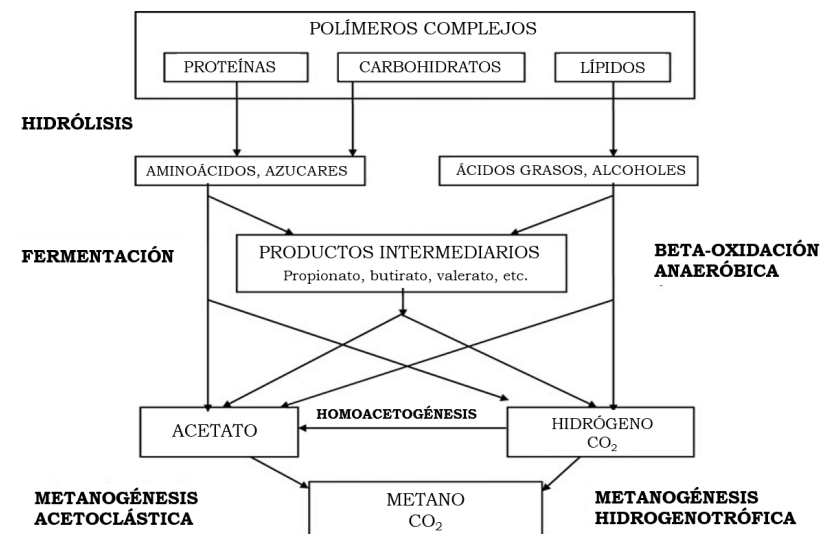 POLÍMEROS COMPLEJOS
PROTEÍNAS
CARBOHIDRATOS
LÍPIDOS
HIDRÓLISIS
AMINOÁCIDOS, AZUCARES
ÁCIDOS GRASOS, ALCOHOLES
FERMENTACIÓN
PRODUCTOS INTERMEDIARIOS
Propionato, butirato, valerato, etc.
BETA-OXIDACIÓN
ANAERÓBICA
ACETATO
HOMOACETOGÉNESIS
HIDRÓGENO
CO₂
METANOGÉNESIS
ACETOCLÁSTICA
METANO
CO₂
METANOGÉNESIS
HIDROGENOTRÓFICA